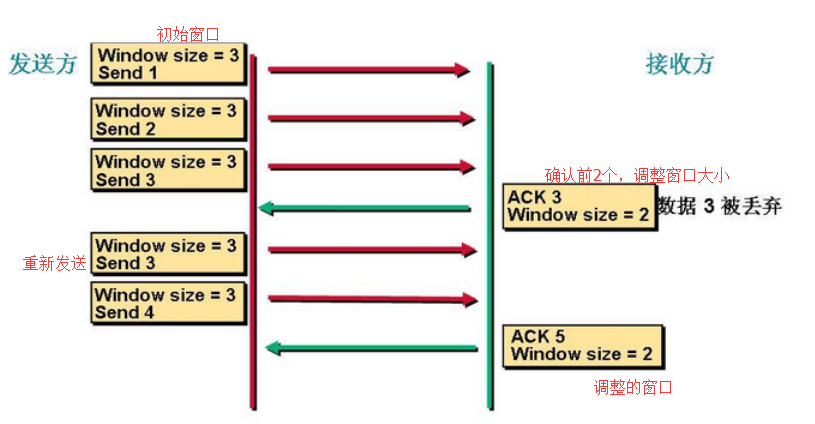 初始窗口
发送方
接收方
Window size = 3
Send 1
Window size = 3
Send 2
Window size = 3
Send 3
确认前2个，调整窗口大小
ACK 3
Window size = 2
数据 3 被丢弃
重新发送
Window size = 3
Send 3
Window size = 3
Send 4
ACK 5
Window size = 2
调整的窗口